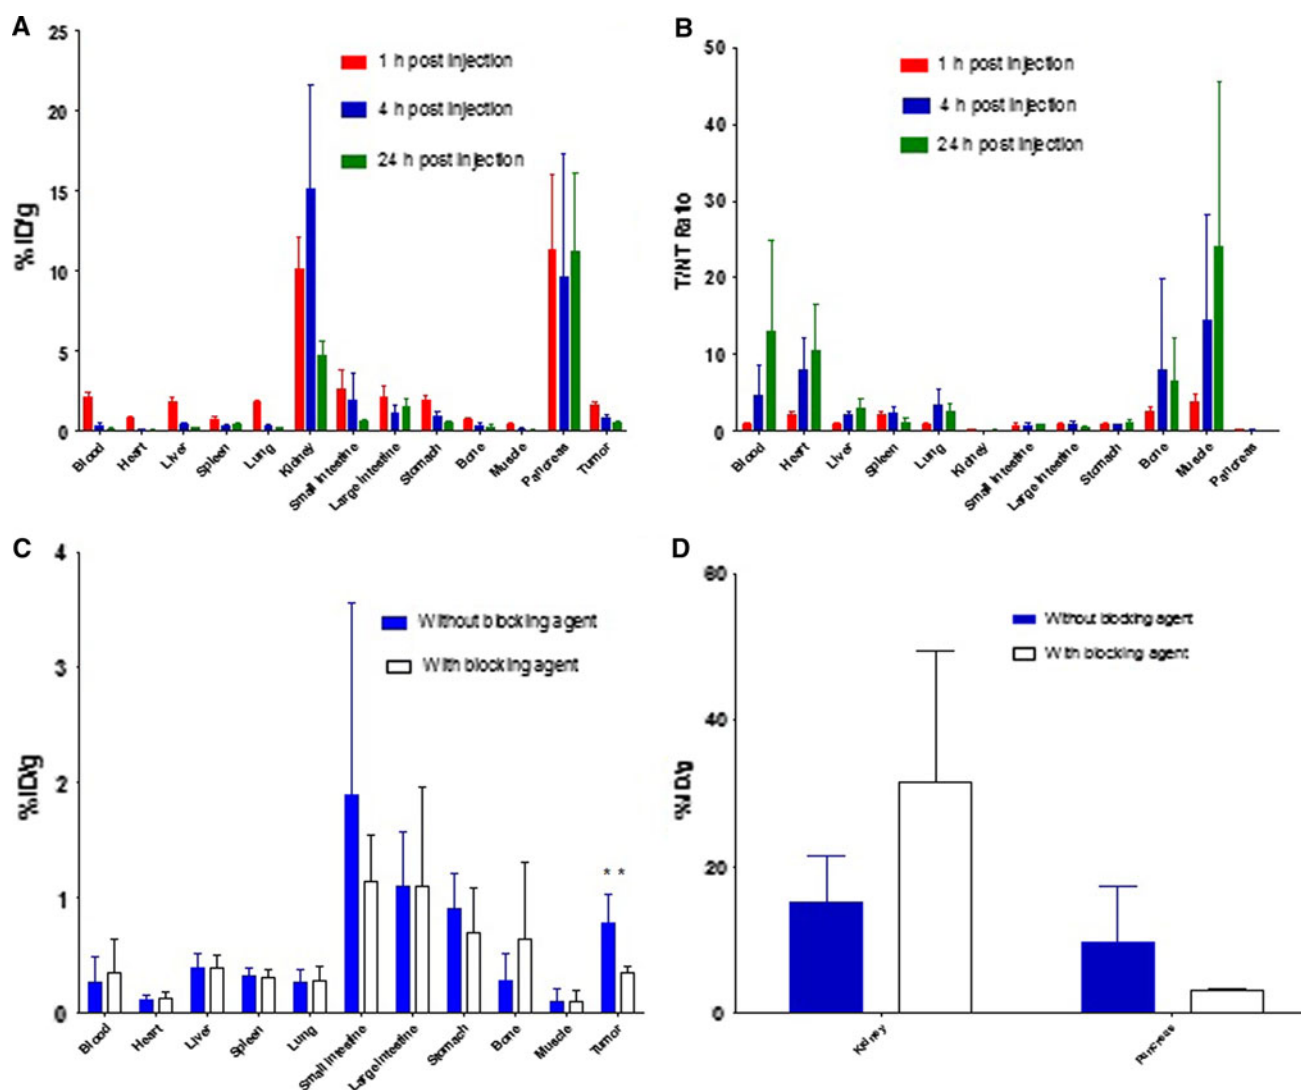 A
25
20
15
10
5
0
%ID/g
1 h post injection
4 h post injection
24 h post injection
Blood
Heart
Liver
Spleen
Lung
Kidney
Small Intestine
Large Intestine
Stomach
Bone
Muscle
Pancreas
Tumor
B
50
40
30
20
10
0
T/NT Ratio
1 h post injection
4 h post injection
24 h post injection
Blood
Heart
Liver
Spleen
Lung
Kidney
Small Intestine
Large Intestine
Stomach
Bone
Muscle
Pancreas
C
4
3
2
1
0
%ID/g
Without blocking agent
With blocking agent
* *
Blood
Heart
Liver
Spleen
Lung
Small Intestine
Large Intestine
Stomach
Bone
Muscle
Tumor
D
60
40
20
0
%ID/g
Without blocking agent
With blocking agent
Kidney
Pancreas